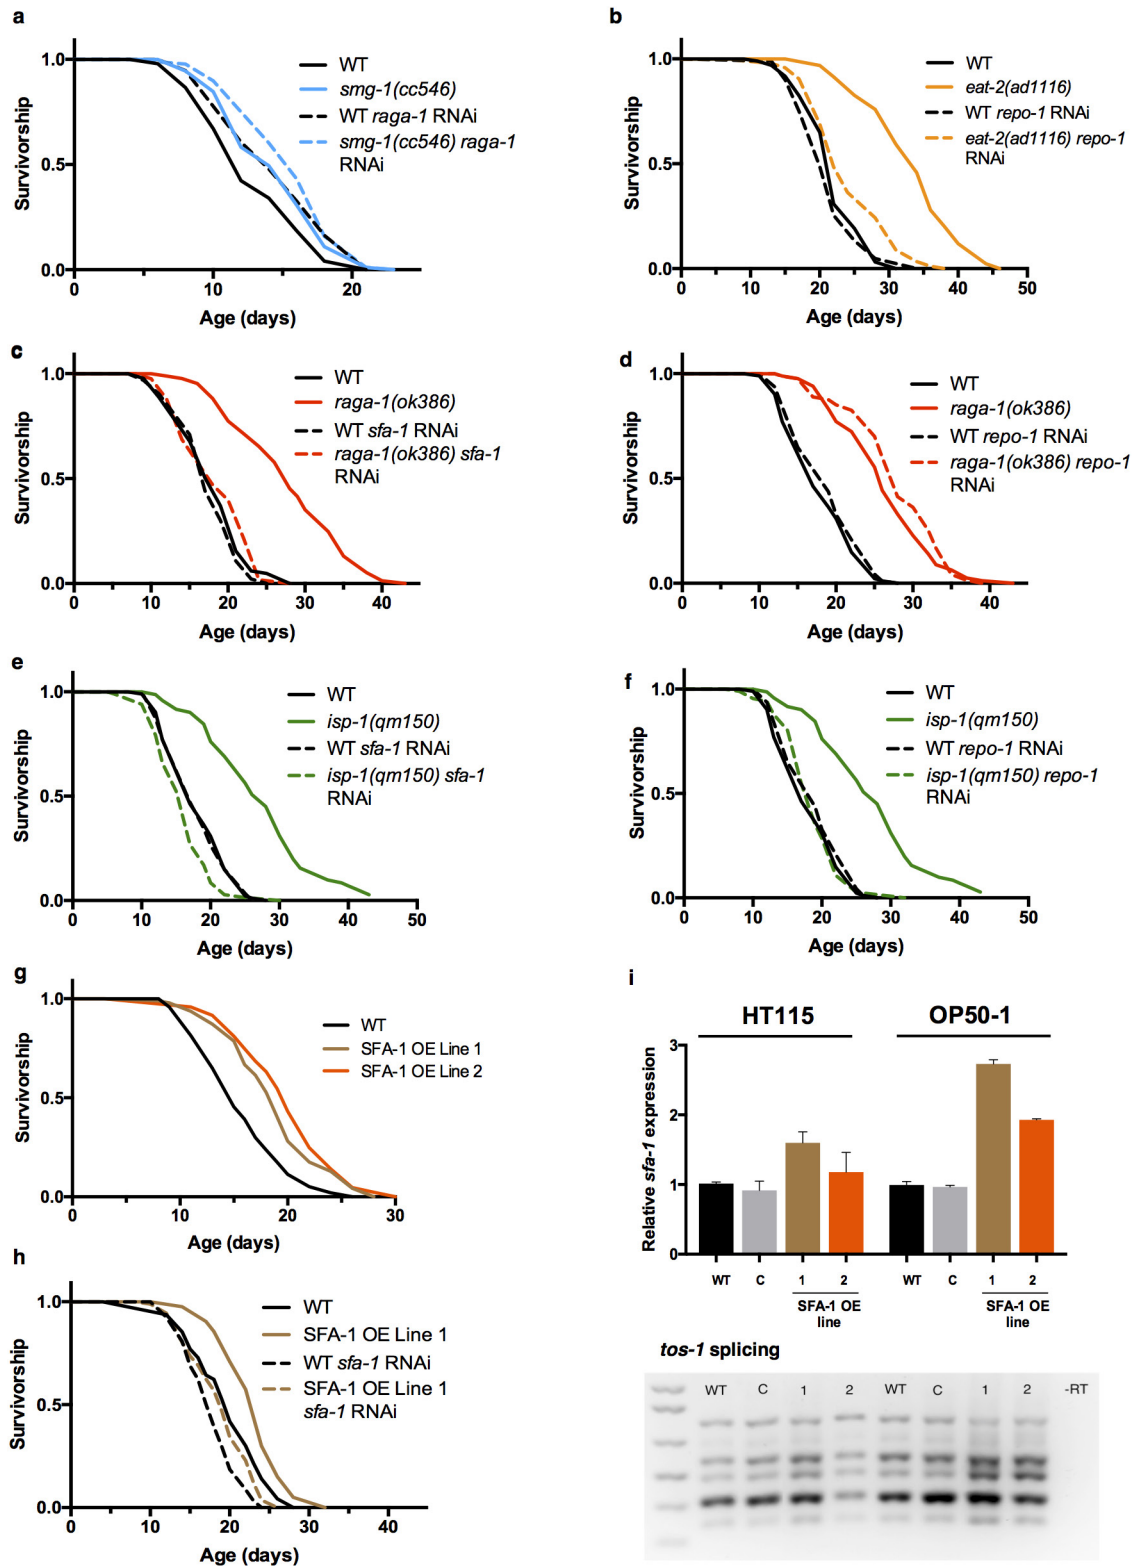 a
1.0
0.5
0.0
0
10
20
Survivorship
Age (days)
WT
smg-1(cc546)
WT raga-1 RNAi
smg-1(cc546) raga-1
RNAi
b
1.0
0.5
0.0
0
10
20
30
40
50
Survivorship
Age (days)
WT
eat-2(ad1116)
WT repo-1 RNAi
eat-2(ad1116) repo-1
RNAi
c
1.0
0.5
0.0
0
10
20
30
40
Survivorship
Age (days)
WT
raga-1(ok386)
WT sfa-1 RNAi
raga-1(ok386) sfa-1
RNAi
d
1.0
0.5
0.0
0
10
20
30
40
Survivorship
Age (days)
WT
raga-1(ok386)
WT repo-1 RNAi
raga-1(ok386) repo-1
RNAi
e
1.0
0.5
0.0
0
10
20
30
40
50
Survivorship
Age (days)
WT
isp-1(qm150)
WT sfa-1 RNAi
isp-1(qm150) sfa-1
RNAi
f
1.0
0.5
0.0
0
10
20
30
40
50
Survivorship
Age (days)
WT
isp-1(qm150)
WT repo-1 RNAi
isp-1(qm150) repo-1
RNAi
g
1.0
0.5
0.0
0
10
20
30
Survivorship
Age (days)
WT
SFA-1 OE Line 1
SFA-1 OE Line 2
h
1.0
0.5
0.0
0
10
20
30
40
Survivorship
Age (days)
WT
SFA-1 OE Line 1
WT sfa-1 RNAi
SFA-1 OE Line 1
sfa-1 RNAi
i
HT115 OP50-1
3
2
1
0
Relative sfa-1 expression
WT C 1 2 WT C 1 2
SFA-1 OE SFA-1 OE
line line
tos-1 splicing
WT C 1 2 WT C 1 2 -RT